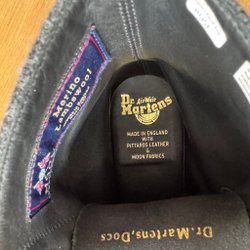 Merino
Lambswool
Dr.
AirWair
Martens
MADE IN ENGLAND
WITH
PITTARDS LEATHER
&
MOON FABRICS
Dr.Martens,Docs